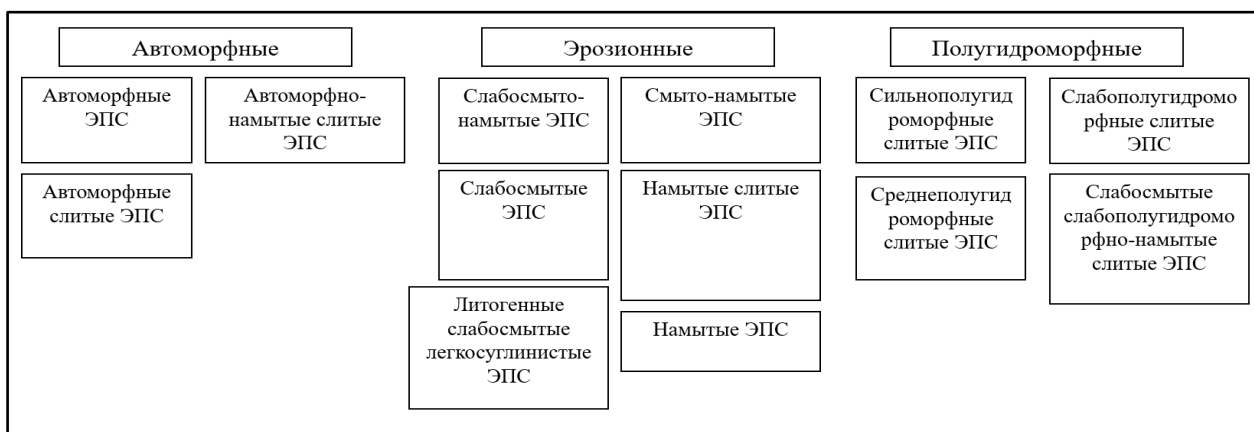 Автоморфные
Автоморфные
ЭПС
Автоморфно-
намытые слитые
ЭПС
Автоморфные
слитые ЭПС
Эрозионные
Слабосмыто-
намытые ЭПС
Смыто-намытые
ЭПС
Слабосмытые
ЭПС
Намытые слитые
ЭПС
Литогенные
слабосмытые
легкосуглинистые
ЭПС
Намытые ЭПС
Полугидроморфные
Сильнополугид
роморфные
слитые ЭПС
Слабополугидромо
рфные слитые
ЭПС
Среднеполугид
роморфные
слитые ЭПС
Слабосмытые
слабополугидромо
рфно-намытые
слитые ЭПС